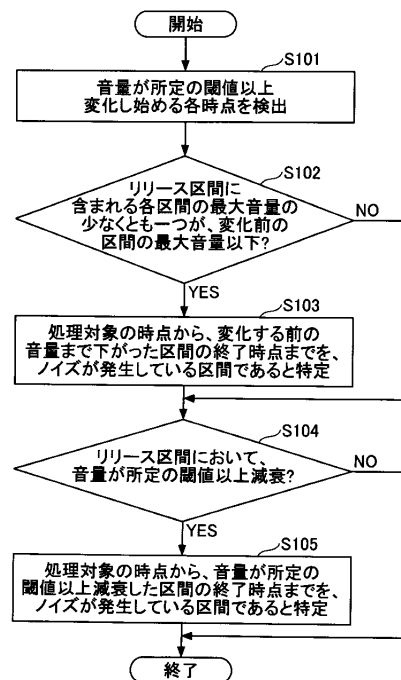 開始
S101
音量が所定の閾値以上
変化し始める各時点を検出
S102
リリース区間に
含まれる各区間の最大音量の
少なくとも一つが、変化前の
区間の最大音量以下?
NO
YES
S103
処理対象の時点から、変化する前の
音量まで下がった区間の終了時点までを、
ノイズが発生している区間であると特定
S104
リリース区間において、
音量が所定の閾値以上減衰?
NO
YES
S105
処理対象の時点から、音量が所定の
閾値以上減衰した区間の終了時点までを、
ノイズが発生している区間であると特定
終了